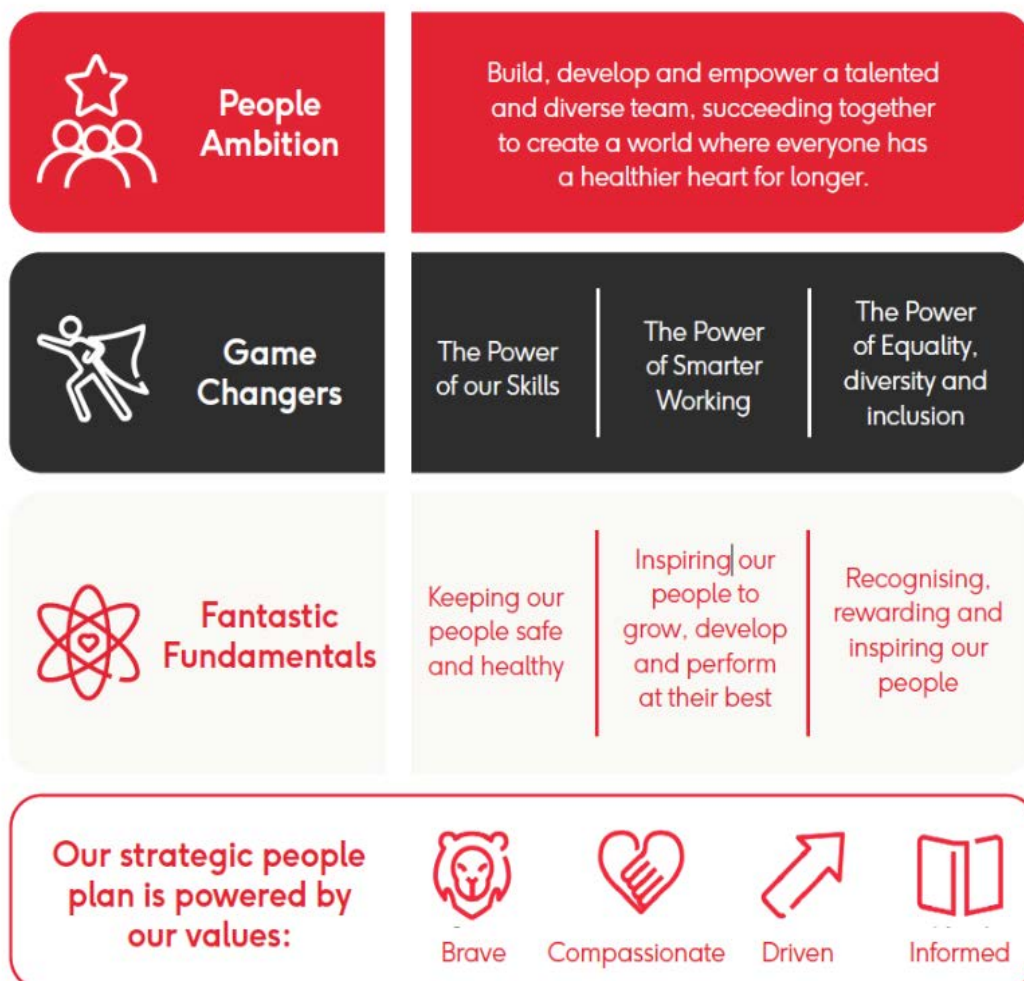 People
Ambition
Build, develop and empower a talented
and diverse team, succeeding together
to create a world where everyone has
a healthier heart for longer.
Game
Changers
The Power
of our Skills
The Power
of Smarter
Working
The Power
of Equality,
diversity and
inclusion
Fantastic
Fundamentals
Keeping our
people safe
and healthy
Inspiring our
people to
grow, develop
and perform
at their best
Recognising,
rewarding and
inspiring our
people
Our strategic people
plan is powered by
our values:
Brave
Compassionate
Driven
Informed